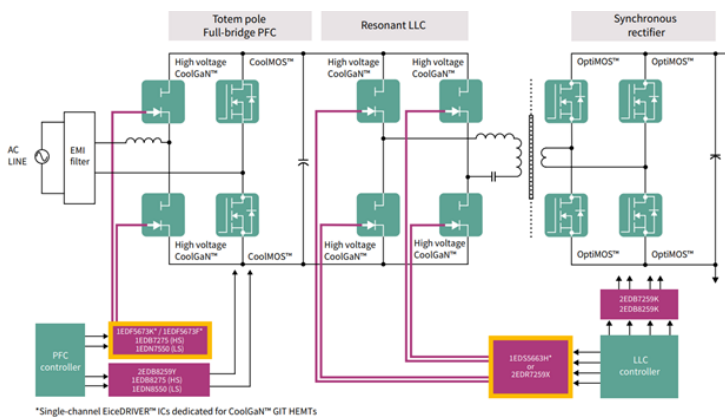 Totem pole
Full-bridge PFC
Resonant LLC
Synchronous
rectifier
High voltage
CoolGaN™
CoolMOS™
High voltage
CoolGaN™
High voltage
CoolGaN™
OptiMOS™
OptiMOS™
AC
LINE
EMI
filter
High voltage
CoolGaN™
CoolMOS™
High voltage
CoolGaN™
High voltage
CoolGaN™
OptiMOS™
OptiMOS™
PFC
controller
1EDF5673K* / 1EDF5673F*
1EDB7275 (HS)
1EDN7550 (LS)
2EDB8259Y
1EDB8275 (HS)
1EDN8550 (LS)
1EDS5663H*
or
2EDR7259X
2EDB7259K
2EDB8259K
LLC
controller
*Single-channel EiceDRIVER™ ICs dedicated for CoolGaN™ GIT HEMTs